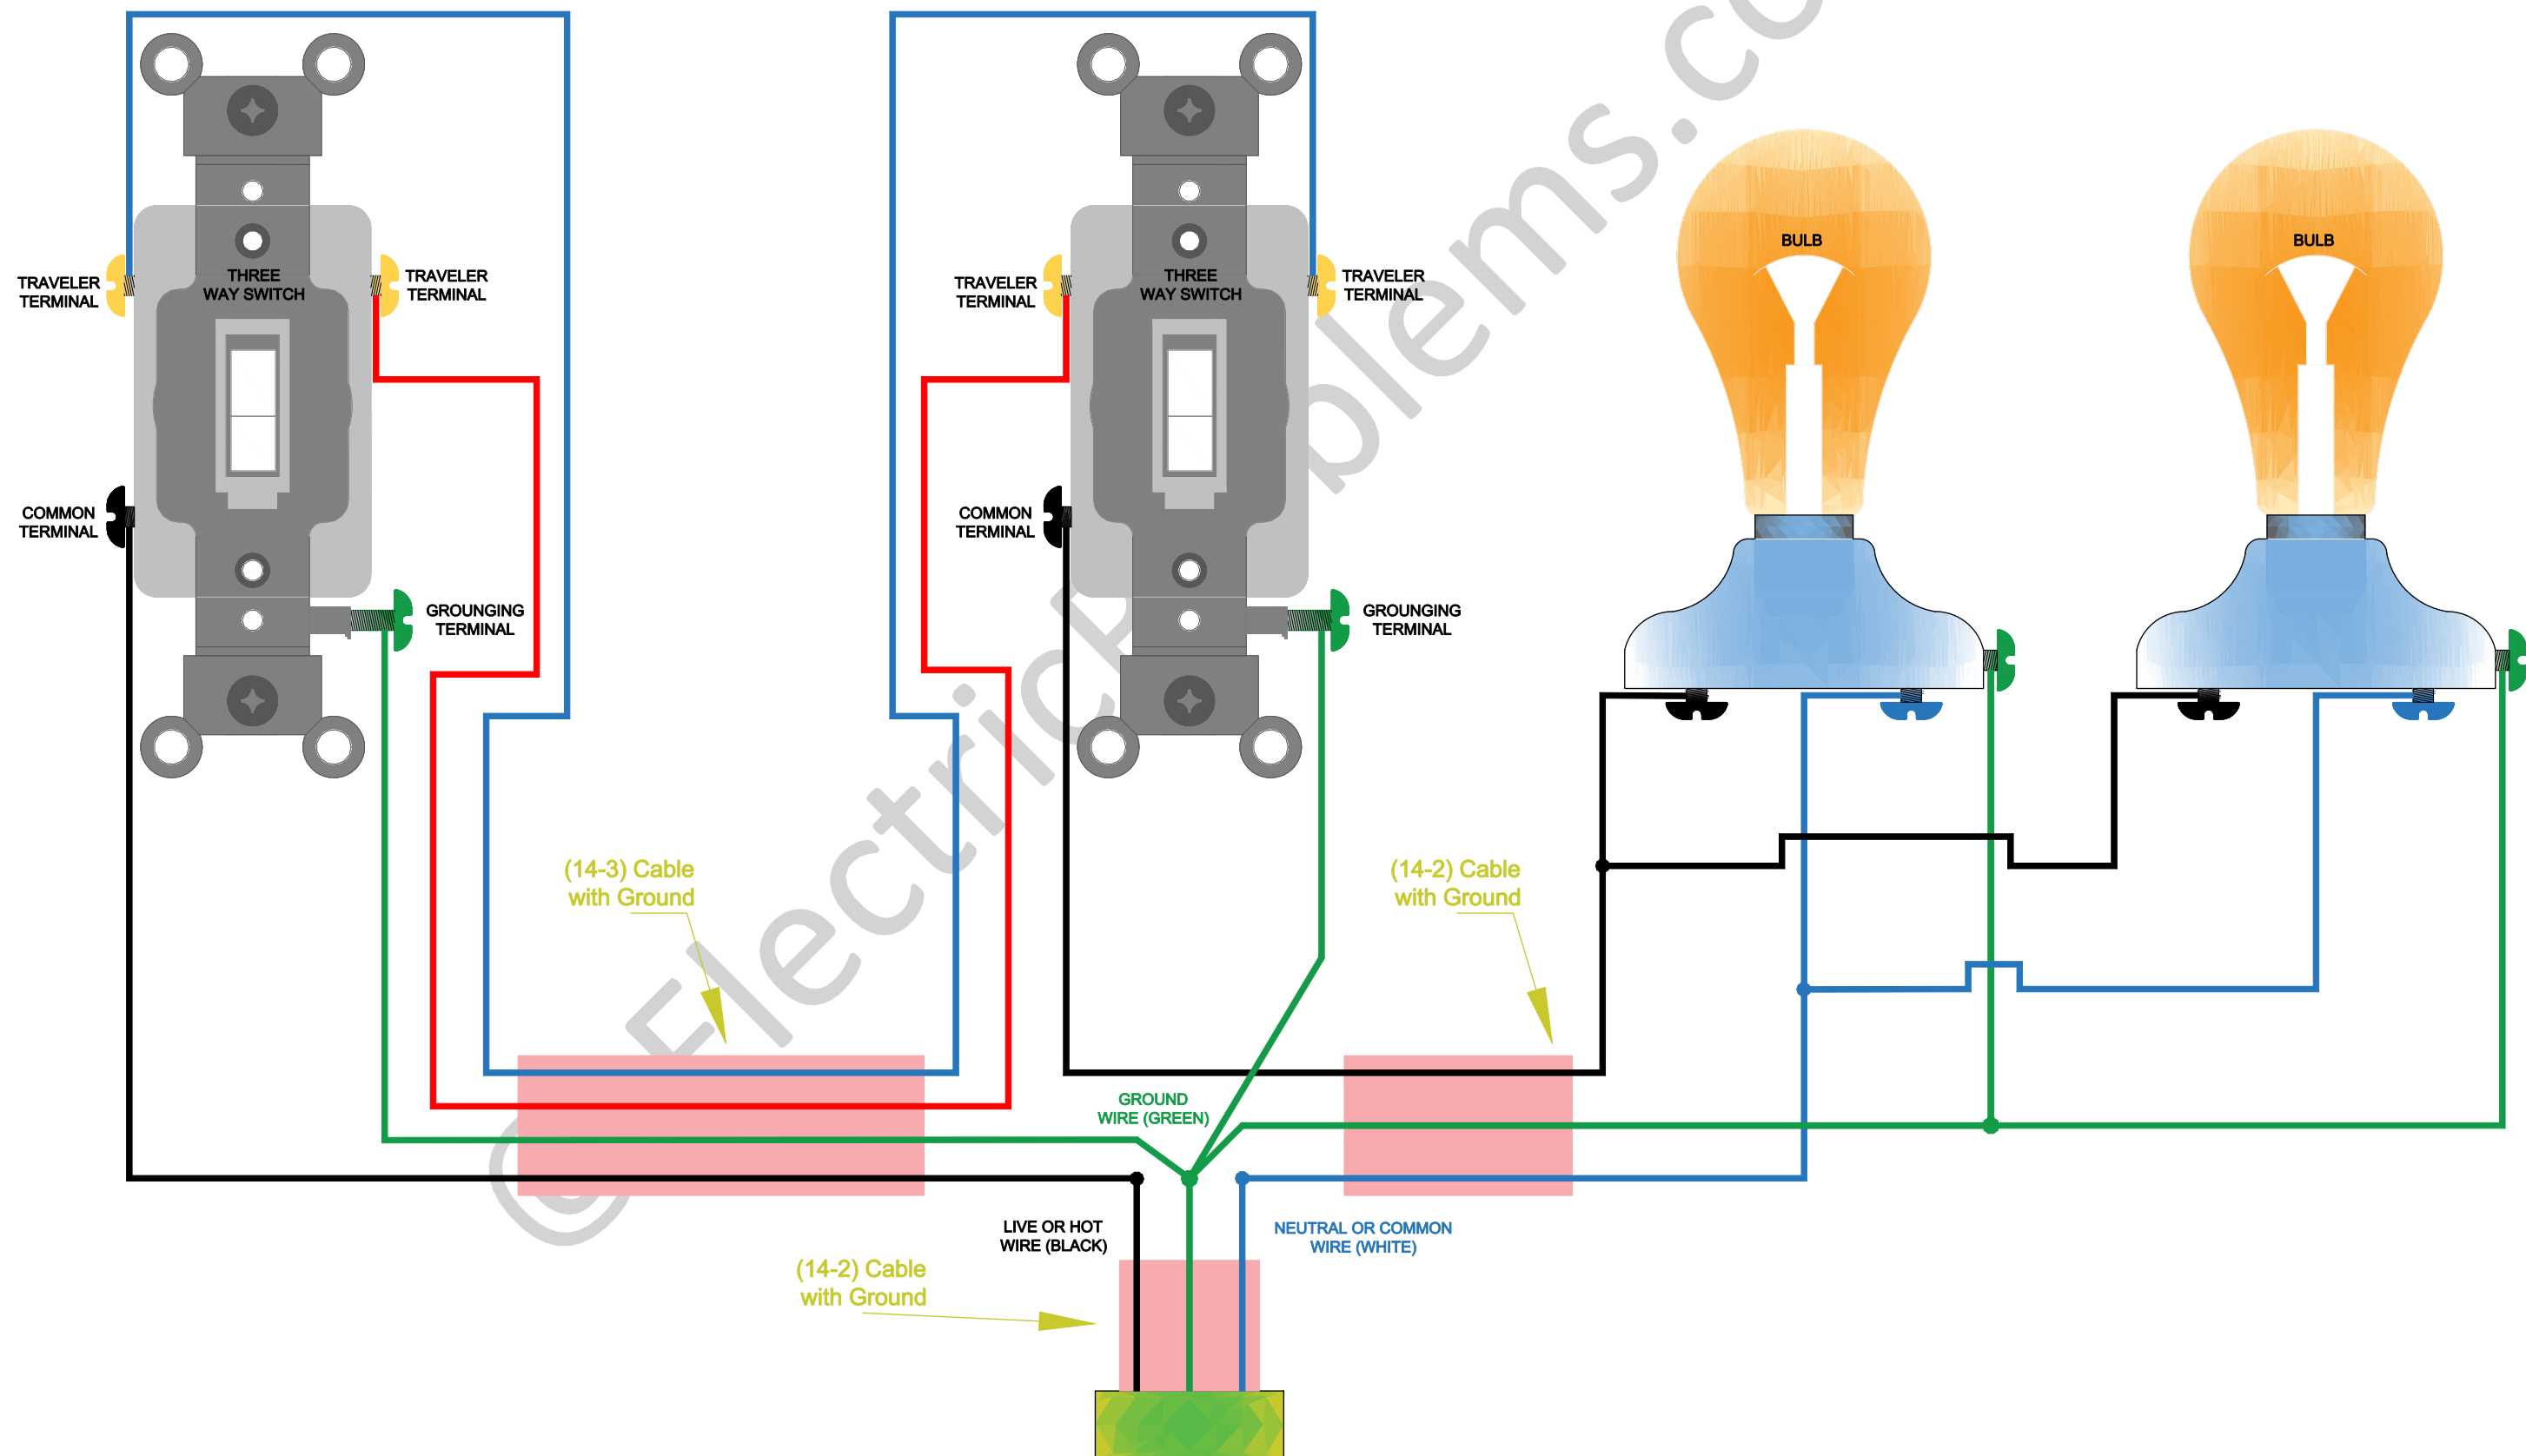 THREE
WAY SWITCH
TRAVELER
TERMINAL
TRAVELER
TERMINAL
COMMON
TERMINAL
GROUNGING
TERMINAL
THREE
WAY SWITCH
TRAVELER
TERMINAL
TRAVELER
TERMINAL
COMMON
TERMINAL
GROUNGING
TERMINAL
BULB
BULB
(14-3) Cable
with Ground
(14-2) Cable
with Ground
GROUND
WIRE (GREEN)
LIVE OR HOT
WIRE (BLACK)
NEUTRAL OR COMMON
WIRE (WHITE)
(14-2) Cable
with Ground